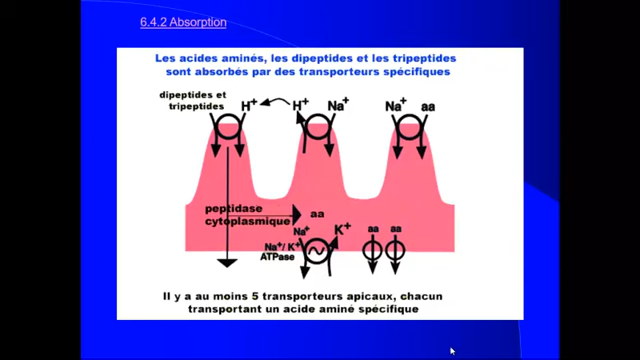 6.4.2 Absorption
Les acides aminés, les dipeptides et les tripeptides
sont absorbés par des transporteurs spécifiques
dipeptides et
tripeptides
H+
H+
Na+
Na+
aa
peptidase
cytoplasmique
aa
Na+
K+
Na+/ K+
ATPase
aa
aa
Il y a au moins 5 transporteurs apicaux, chacun
transportant un acide aminé spécifique